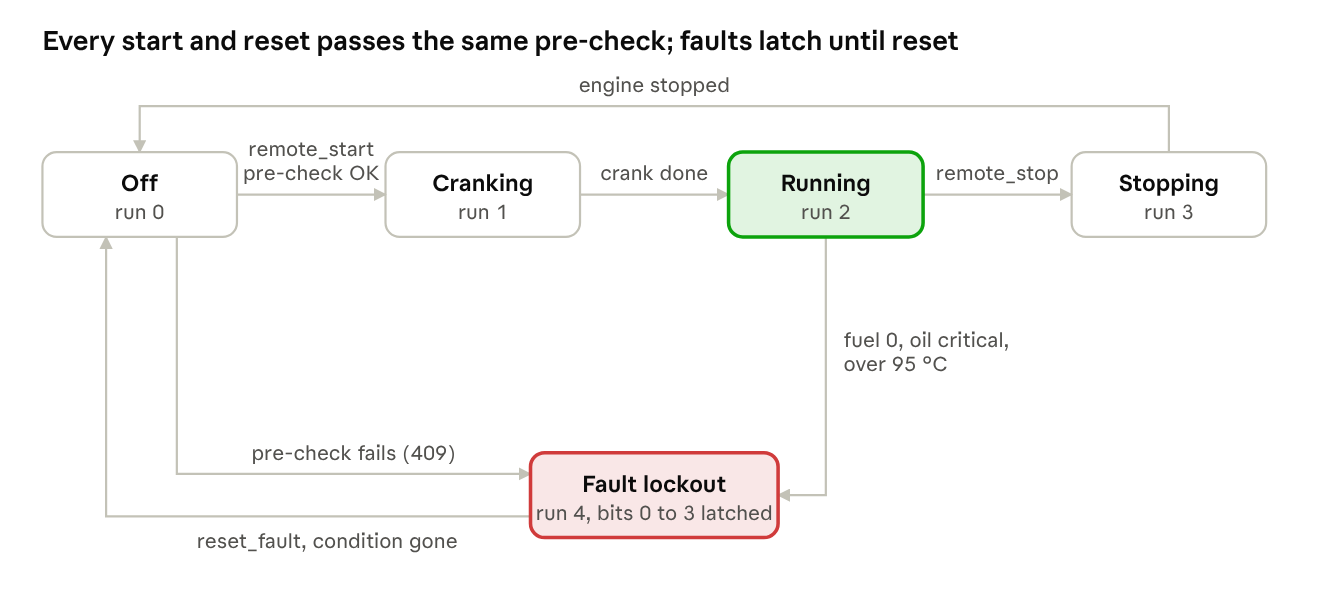 Every start and reset passes the same pre-check; faults latch until reset
engine stopped
remote_start
pre-check OK
crank done
remote_stop
Off
run 0
Cranking
run 1
Running
run 2
Stopping
run 3
fuel 0, oil critical,
over 95 °C
pre-check fails (409)
Fault lockout
run 4, bits 0 to 3 latched
reset_fault, condition gone